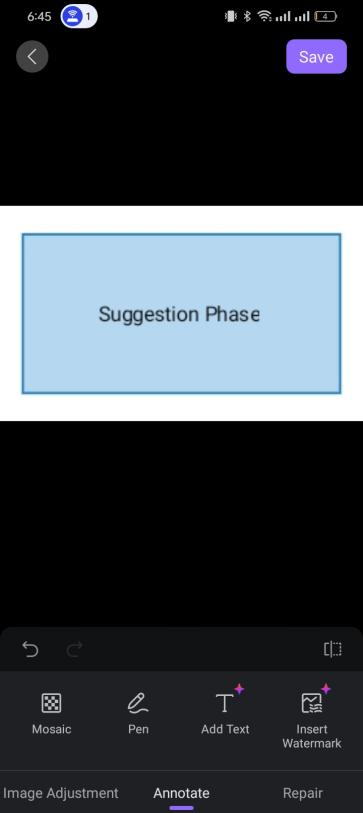 6:45
1
4
Save
Suggestion Phase
Mosaic
Pen
Add Text
Insert
Watermark
Image Adjustment
Annotate
Repair